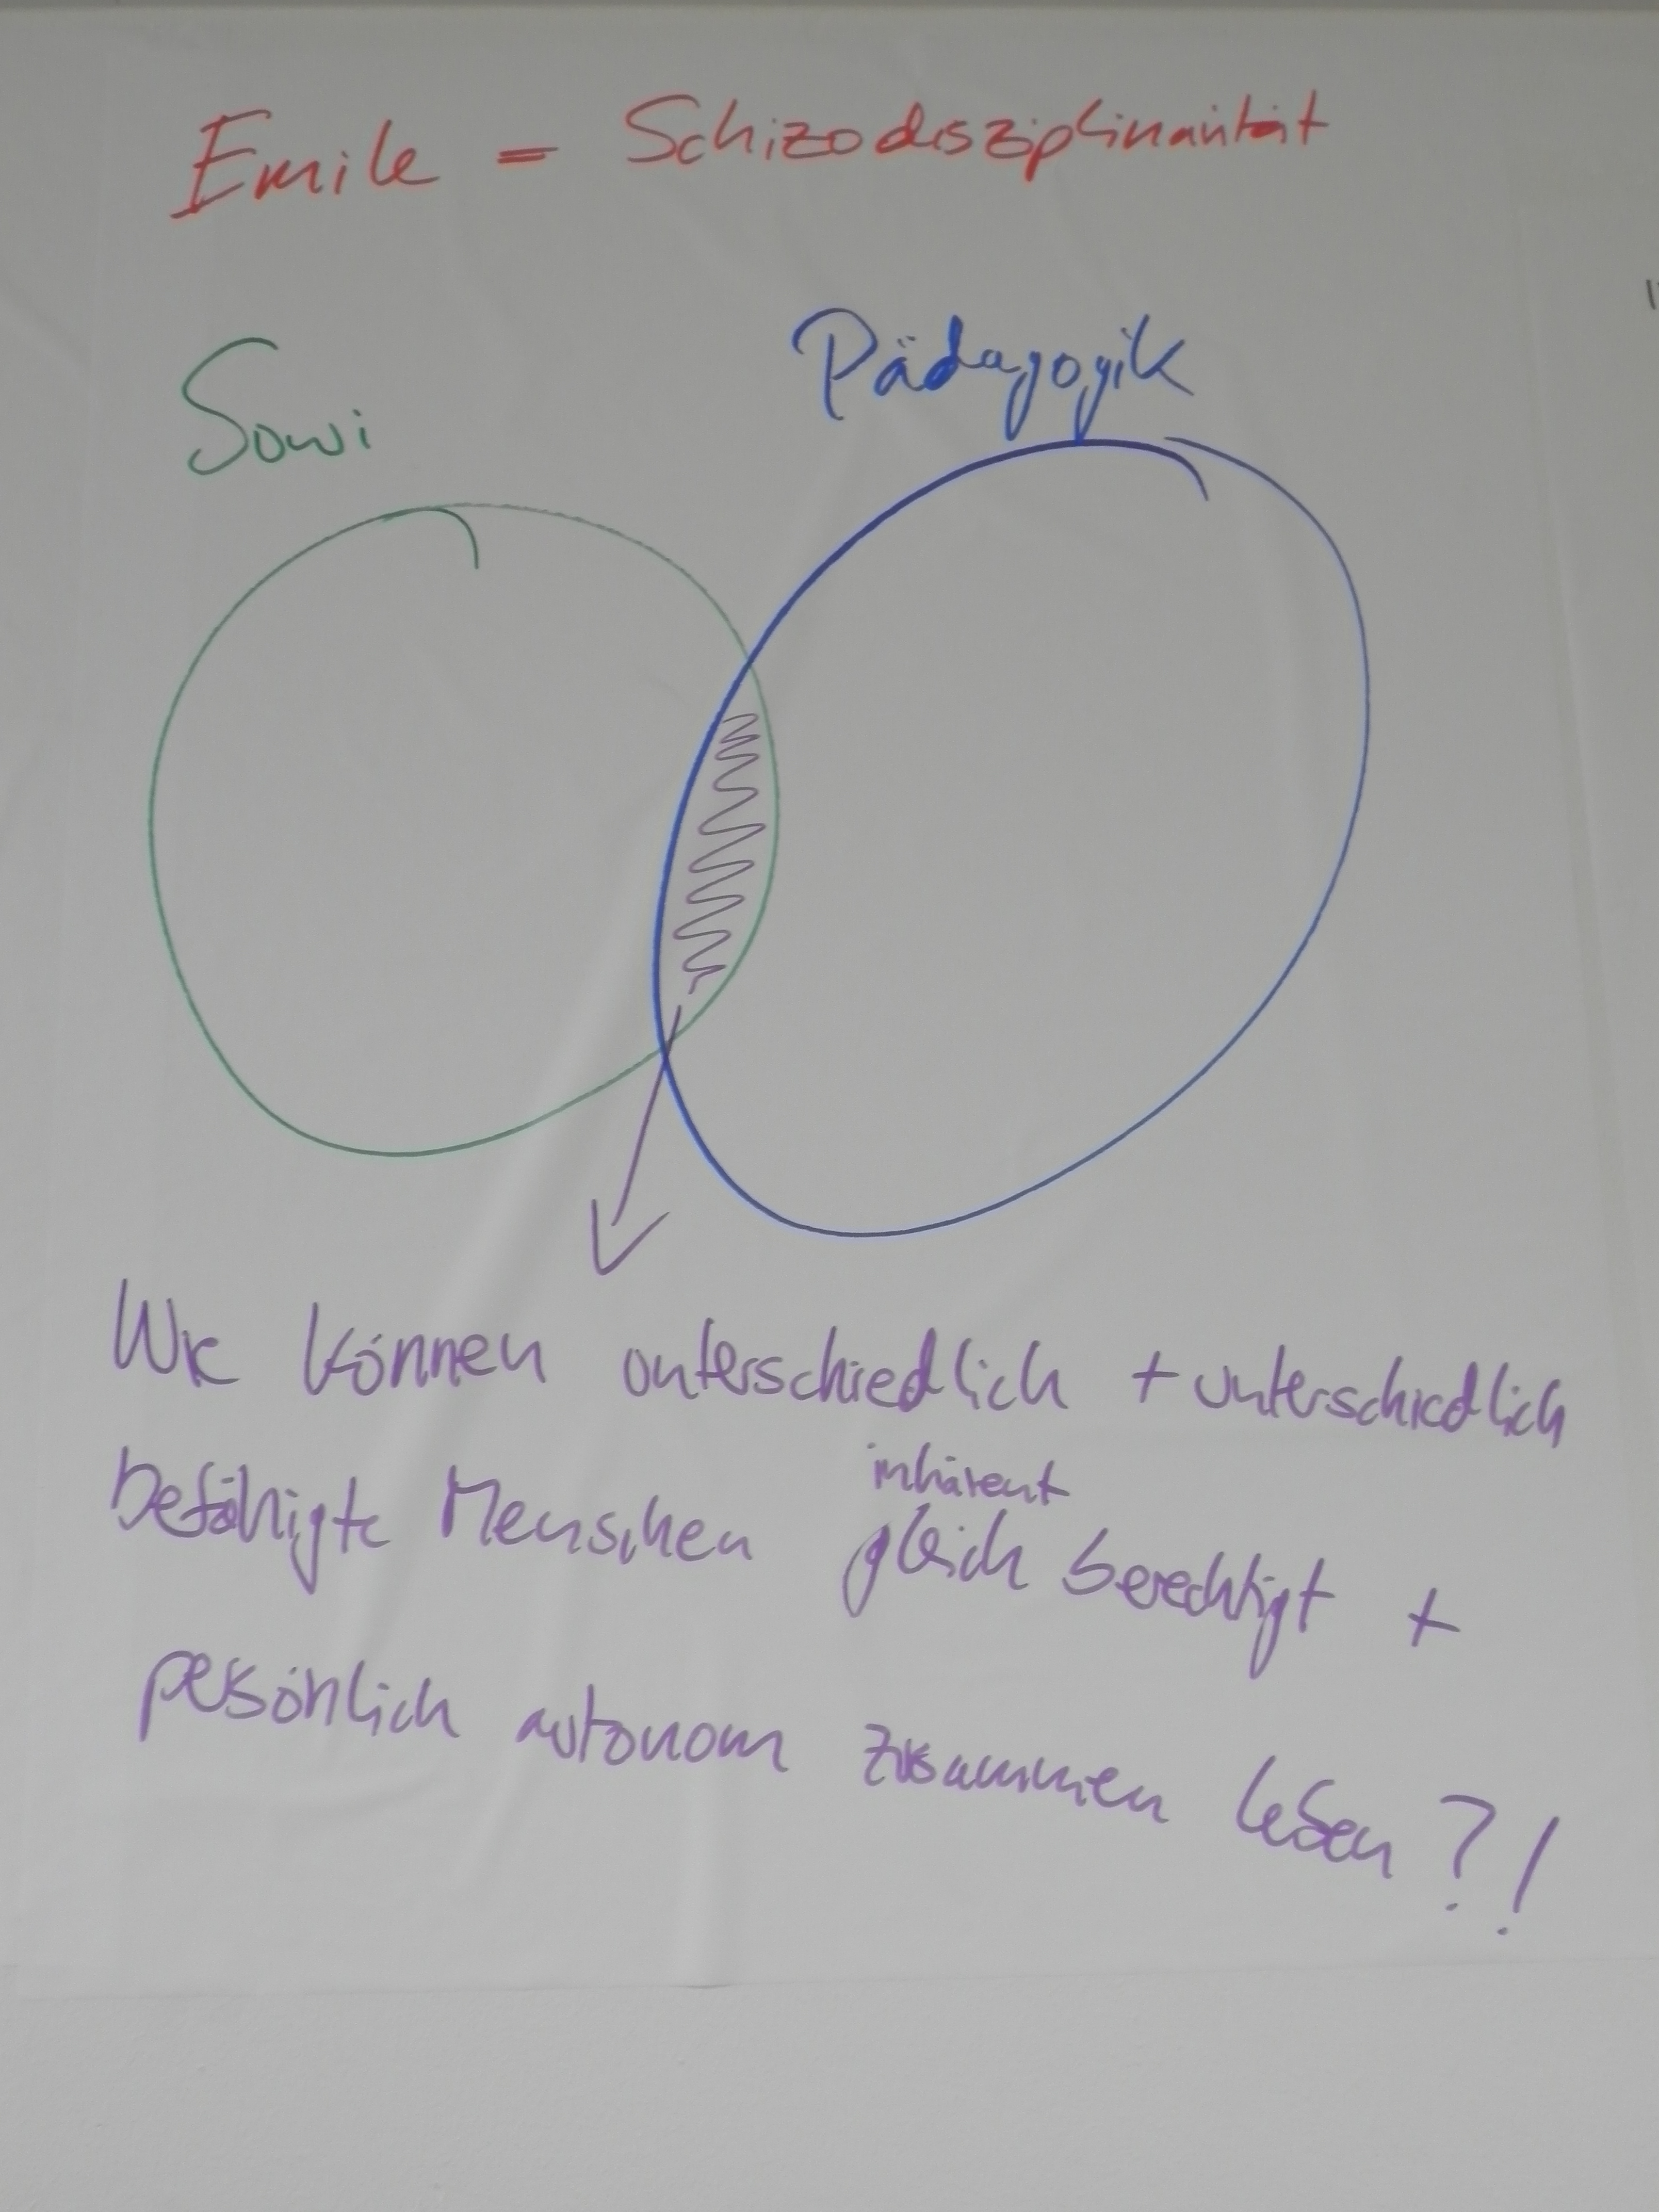 Emile = Schizodisziplinarität
Sowi
Pädagogik
Wie können unterschiedlich + unterschiedlich
inhärent
befähigte Menschen gleich berechtigt +
persönlich autonom zusammen leben ?!